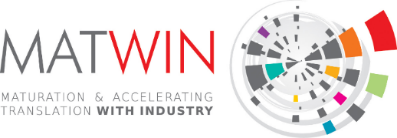 MATWIN
MATURATION & ACCELERATING
TRANSLATION WITH INDUSTRY